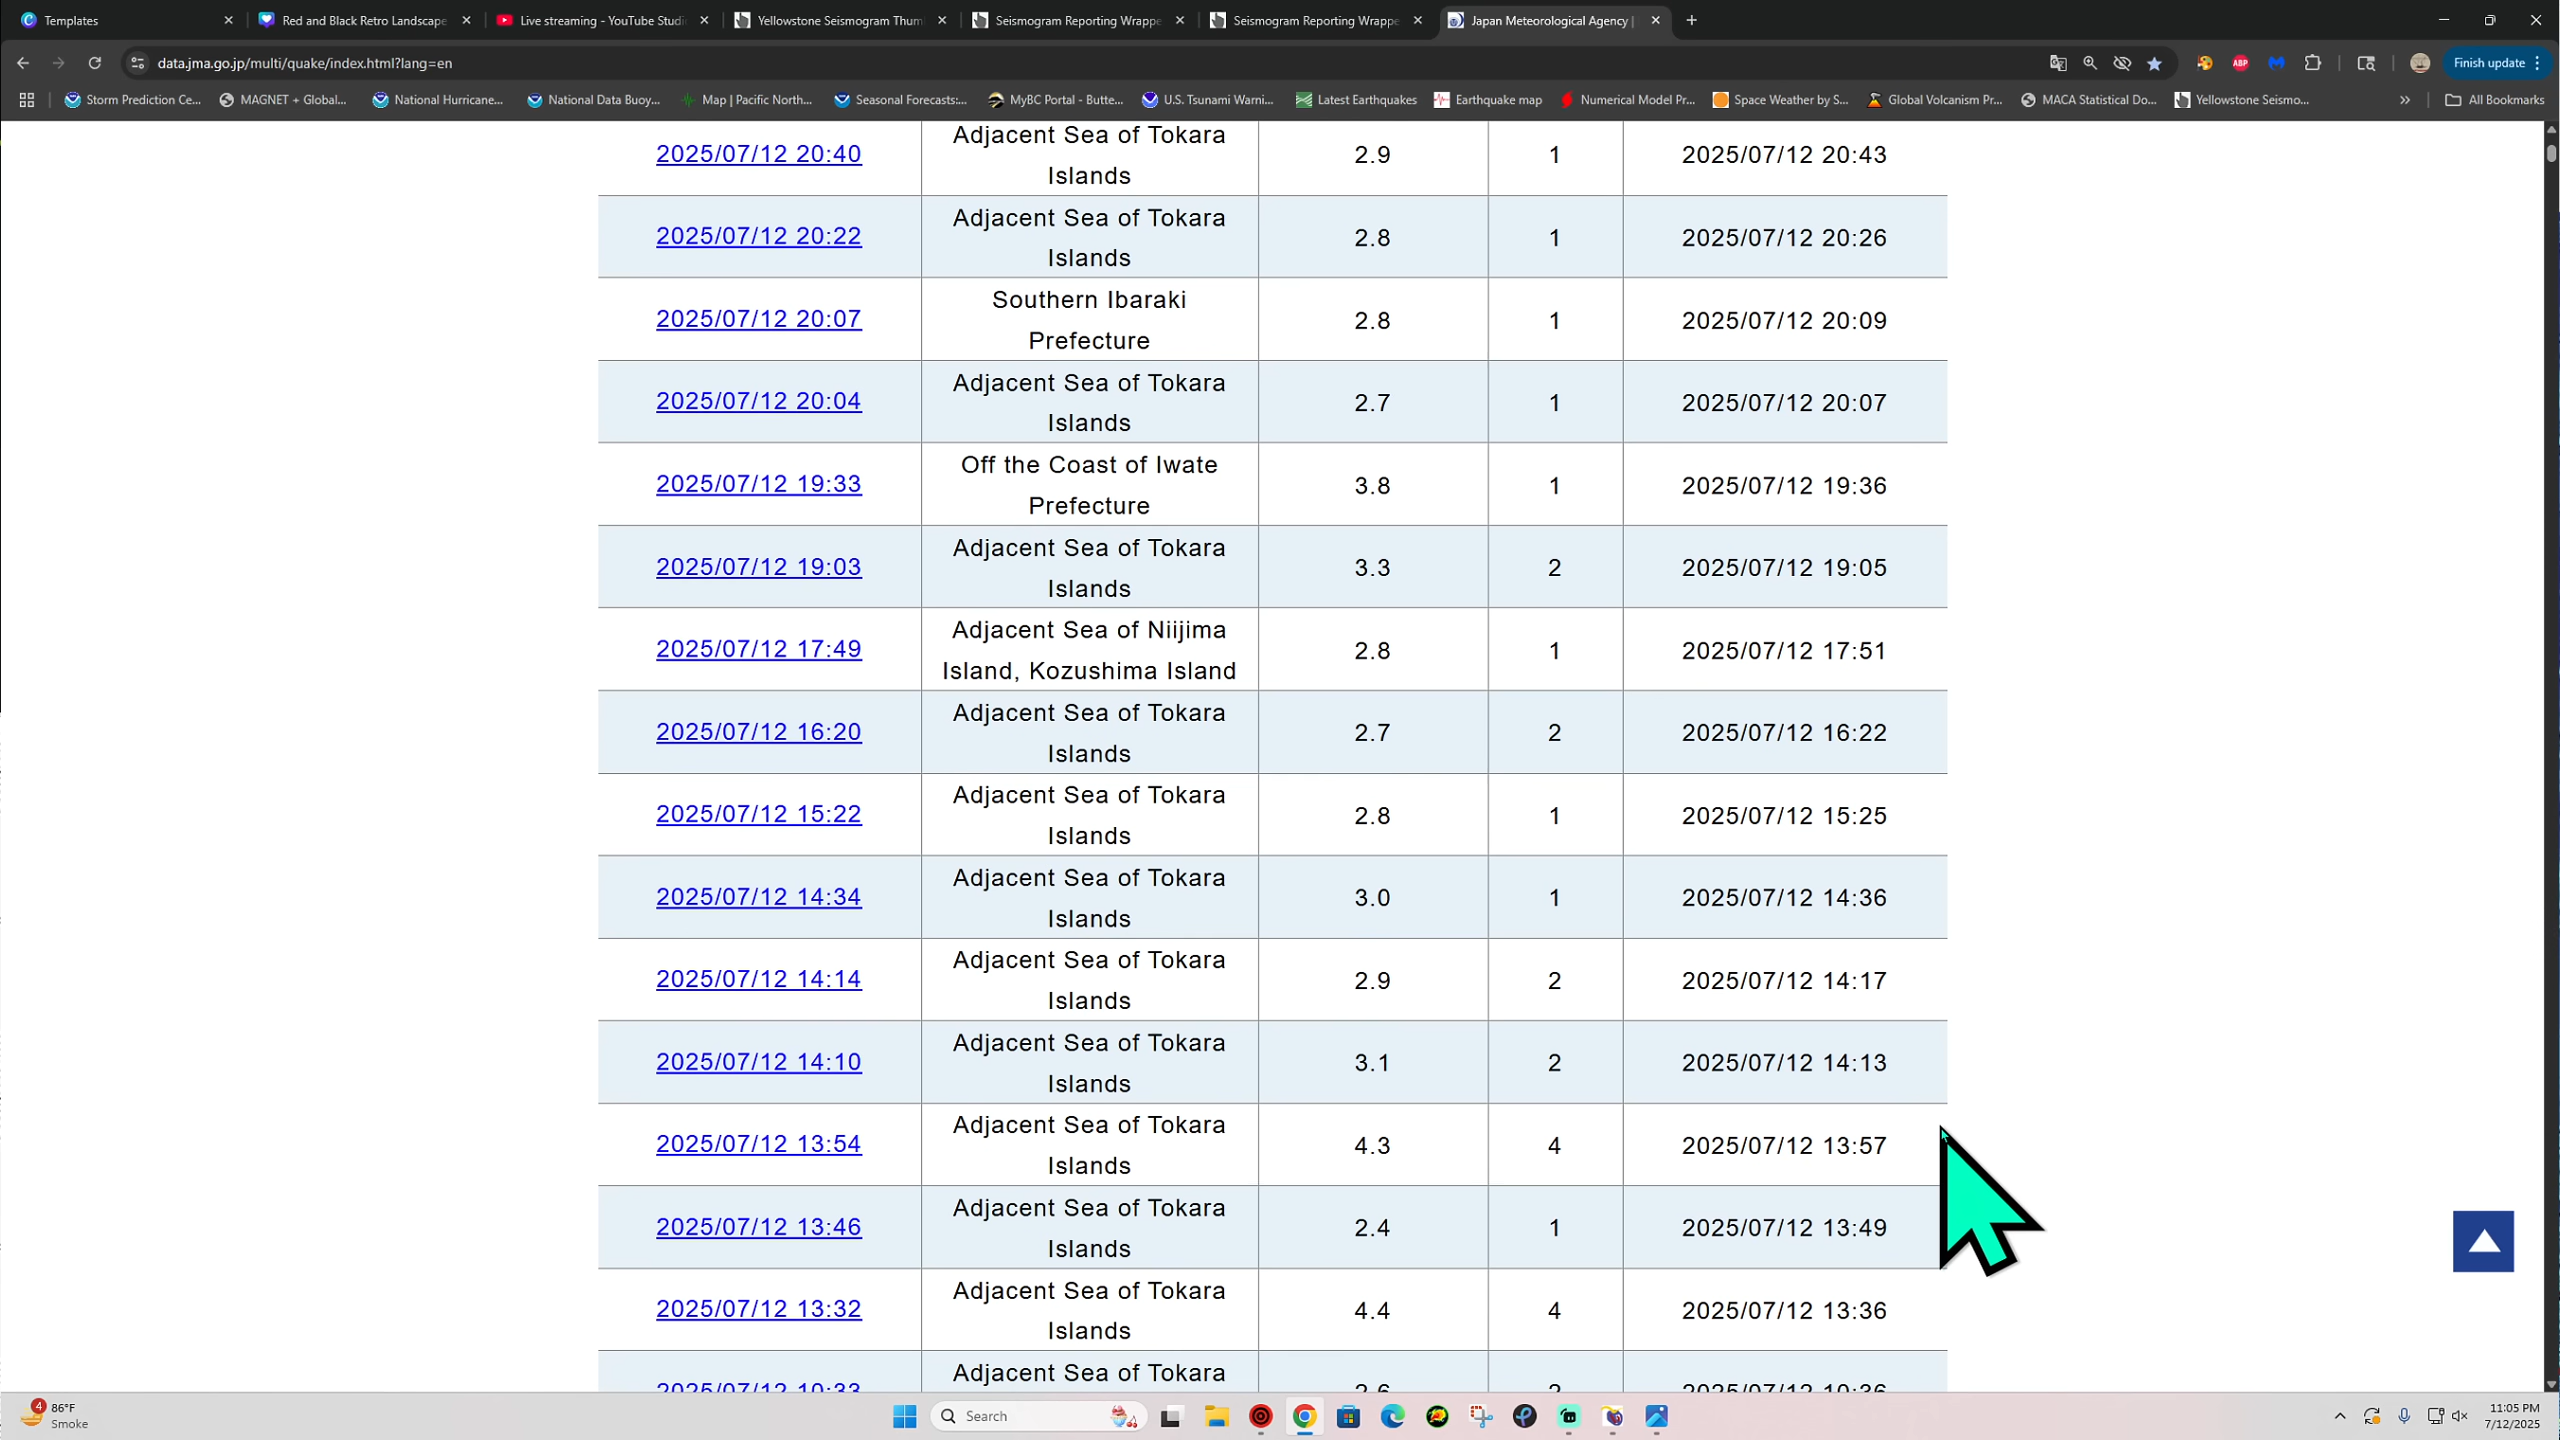 Templates
Red and Black Retro Landscape
Live streaming - YouTube Studi
Yellowstone Seismogram Thum
Seismogram Reporting Wrappe
Seismogram Reporting Wrappe
Japan Meteorological Agency |
data.jma.go.jp/multi/quake/index.html?lang=en
ABP
Finish update
Storm Prediction Ce...
MAGNET + Global...
National Hurricane...
National Data Buoy...
Map | Pacific North...
Seasonal Forecasts:...
MyBC Portal - Butte...
U.S. Tsunami Warni...
Latest Earthquakes
Earthquake map
Numerical Model Pr...
Space Weather by S...
Global Volcanism Pr...
MACA Statistical Do...
Yellowstone Seismo...
All Bookmarks
2025/07/12 20:40
Adjacent Sea of Tokara
Islands
2.9
1
2025/07/12 20:43
2025/07/12 20:22
Adjacent Sea of Tokara
Islands
2.8
1
2025/07/12 20:26
2025/07/12 20:07
Southern Ibaraki
Prefecture
2.8
1
2025/07/12 20:09
2025/07/12 20:04
Adjacent Sea of Tokara
Islands
2.7
1
2025/07/12 20:07
2025/07/12 19:33
Off the Coast of Iwate
Prefecture
3.8
1
2025/07/12 19:36
2025/07/12 19:03
Adjacent Sea of Tokara
Islands
3.3
2
2025/07/12 19:05
2025/07/12 17:49
Adjacent Sea of Niijima
Island, Kozushima Island
2.8
1
2025/07/12 17:51
2025/07/12 16:20
Adjacent Sea of Tokara
Islands
2.7
2
2025/07/12 16:22
2025/07/12 15:22
Adjacent Sea of Tokara
Islands
2.8
1
2025/07/12 15:25
2025/07/12 14:34
Adjacent Sea of Tokara
Islands
3.0
1
2025/07/12 14:36
2025/07/12 14:14
Adjacent Sea of Tokara
Islands
2.9
2
2025/07/12 14:17
2025/07/12 14:10
Adjacent Sea of Tokara
Islands
3.1
2
2025/07/12 14:13
2025/07/12 13:54
Adjacent Sea of Tokara
Islands
4.3
4
2025/07/12 13:57
2025/07/12 13:46
Adjacent Sea of Tokara
Islands
2.4
1
2025/07/12 13:49
2025/07/12 13:32
Adjacent Sea of Tokara
Islands
4.4
4
2025/07/12 13:36
2025/07/12 10:33
Adjacent Sea of Tokara
2.6
2
2025/07/12 10:36
4
86°F
Smoke
Search
11:05 PM
7/12/2025